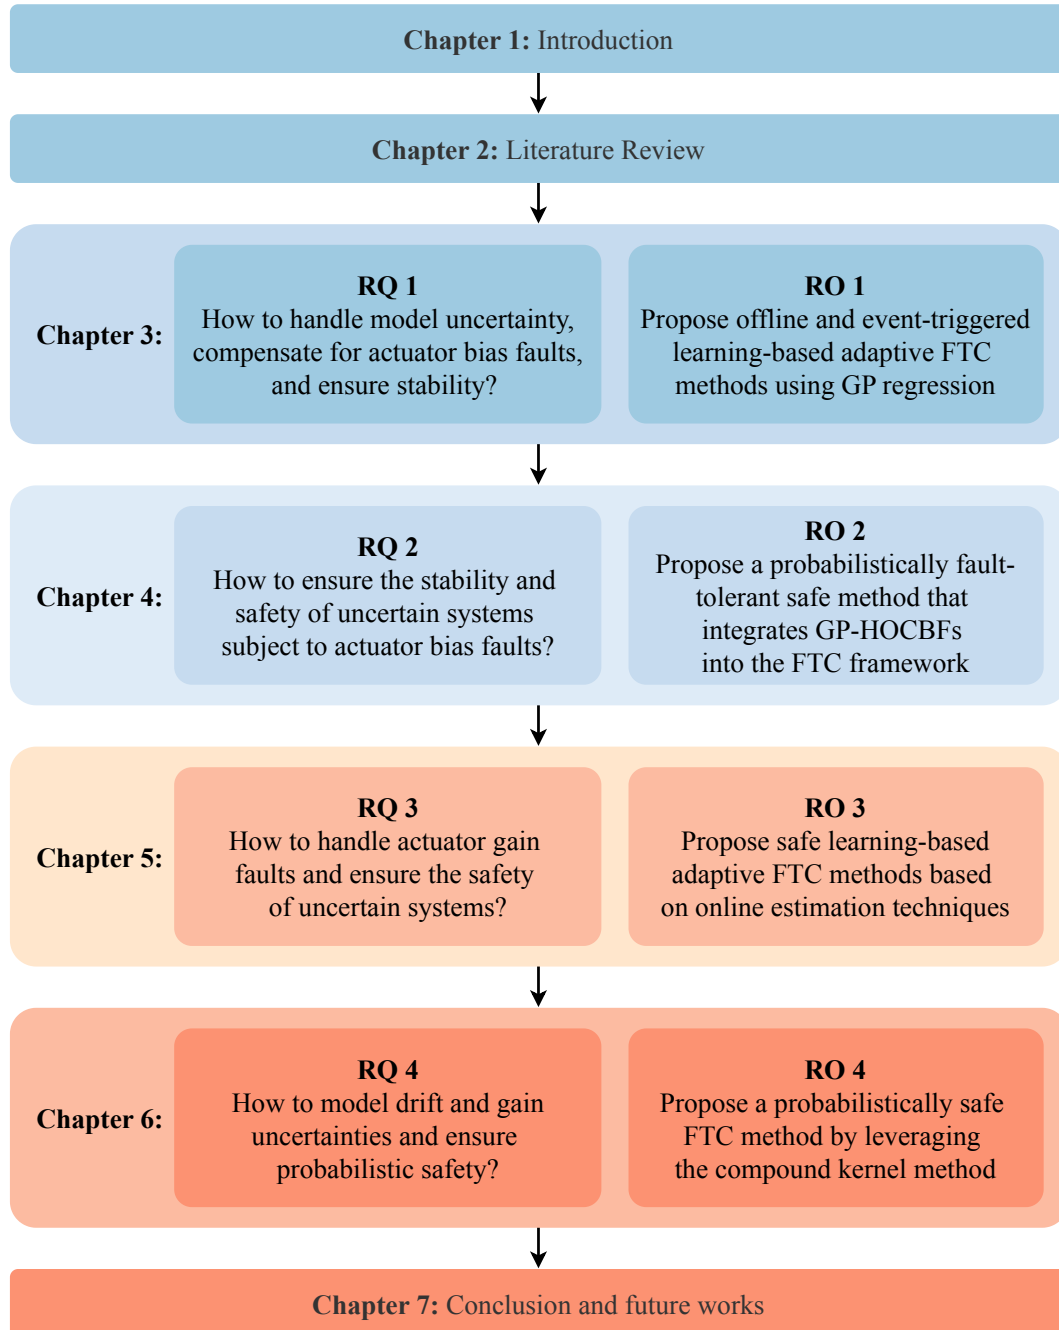 Chapter 1: Introduction
Chapter 2: Literature Review
Chapter 3:
RQ 1
How to handle model uncertainty,
compensate for actuator bias faults,
and ensure stability?
RO 1
Propose offline and event-triggered
learning-based adaptive FTC
methods using GP regression
Chapter 4:
RQ 2
How to ensure the stability and
safety of uncertain systems
subject to actuator bias faults?
RO 2
Propose a probabilistically fault-
tolerant safe method that
integrates GP-HOCBFs
into the FTC framework
Chapter 5:
RQ 3
How to handle actuator gain
faults and ensure the safety
of uncertain systems?
RO 3
Propose safe learning-based
adaptive FTC methods based
on online estimation techniques
Chapter 6:
RQ 4
How to model drift and gain
uncertainties and ensure
probabilistic safety?
RO 4
Propose a probabilistically safe
FTC method by leveraging
the compound kernel method
Chapter 7: Conclusion and future works